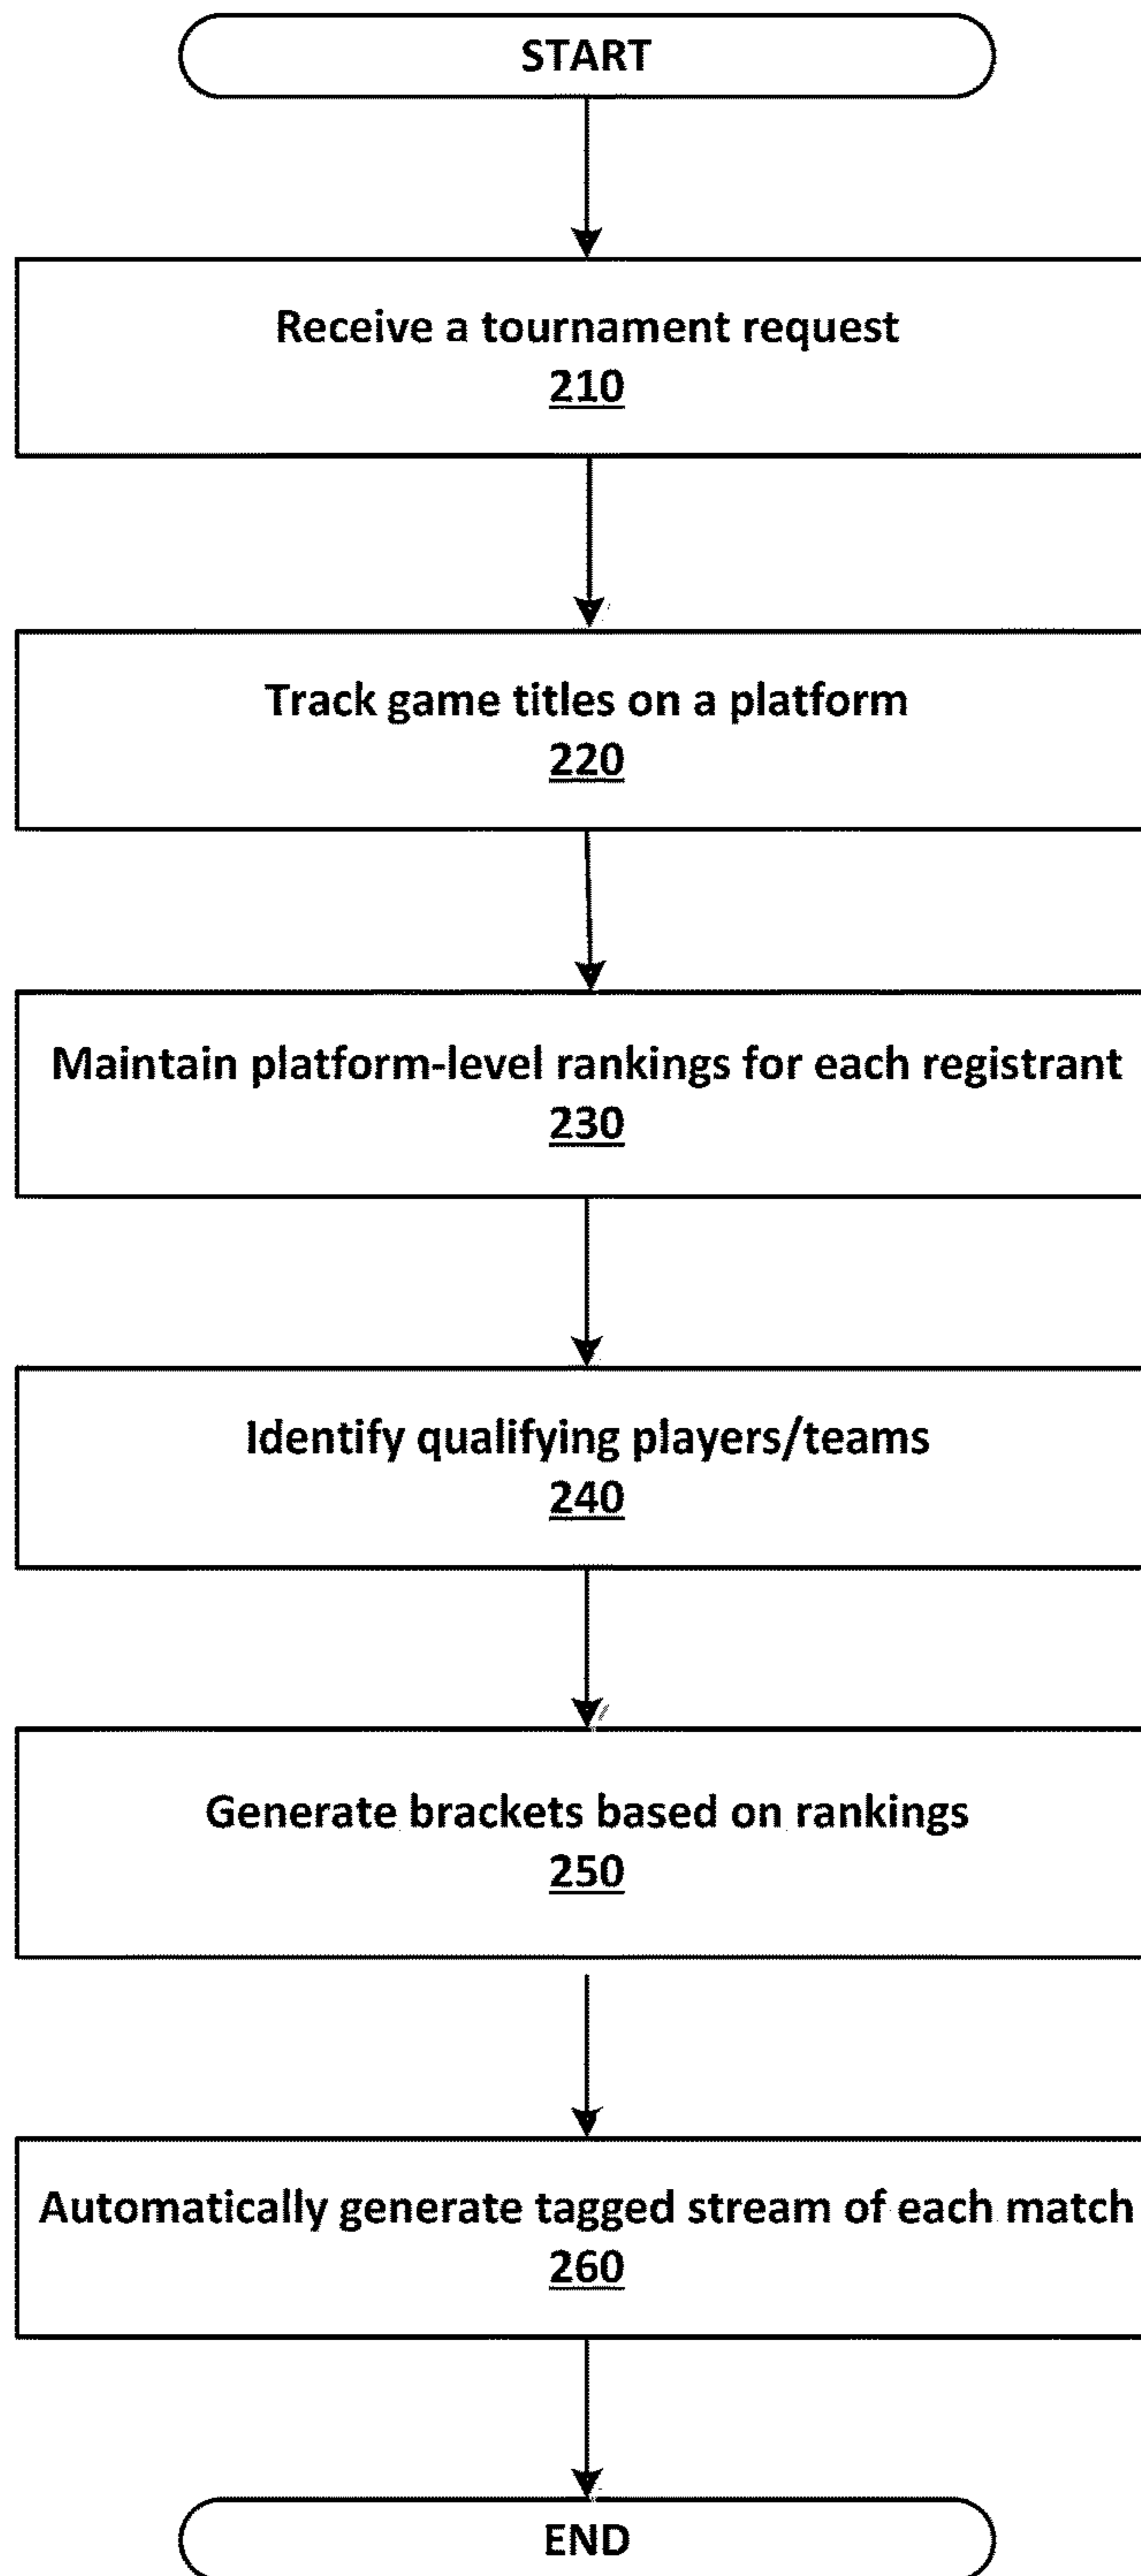 START
Receive a tournament request
210
Track game titles on a platform
220
Maintain platform-level rankings for each registrant
230
Identify qualifying players/teams
240
Generate brackets based on rankings
250
Automatically generate tagged stream of each match
260
END